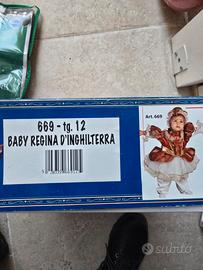 669 - tg. 12
BABY REGINA D'INGHILTERRA
Art. 669
subito